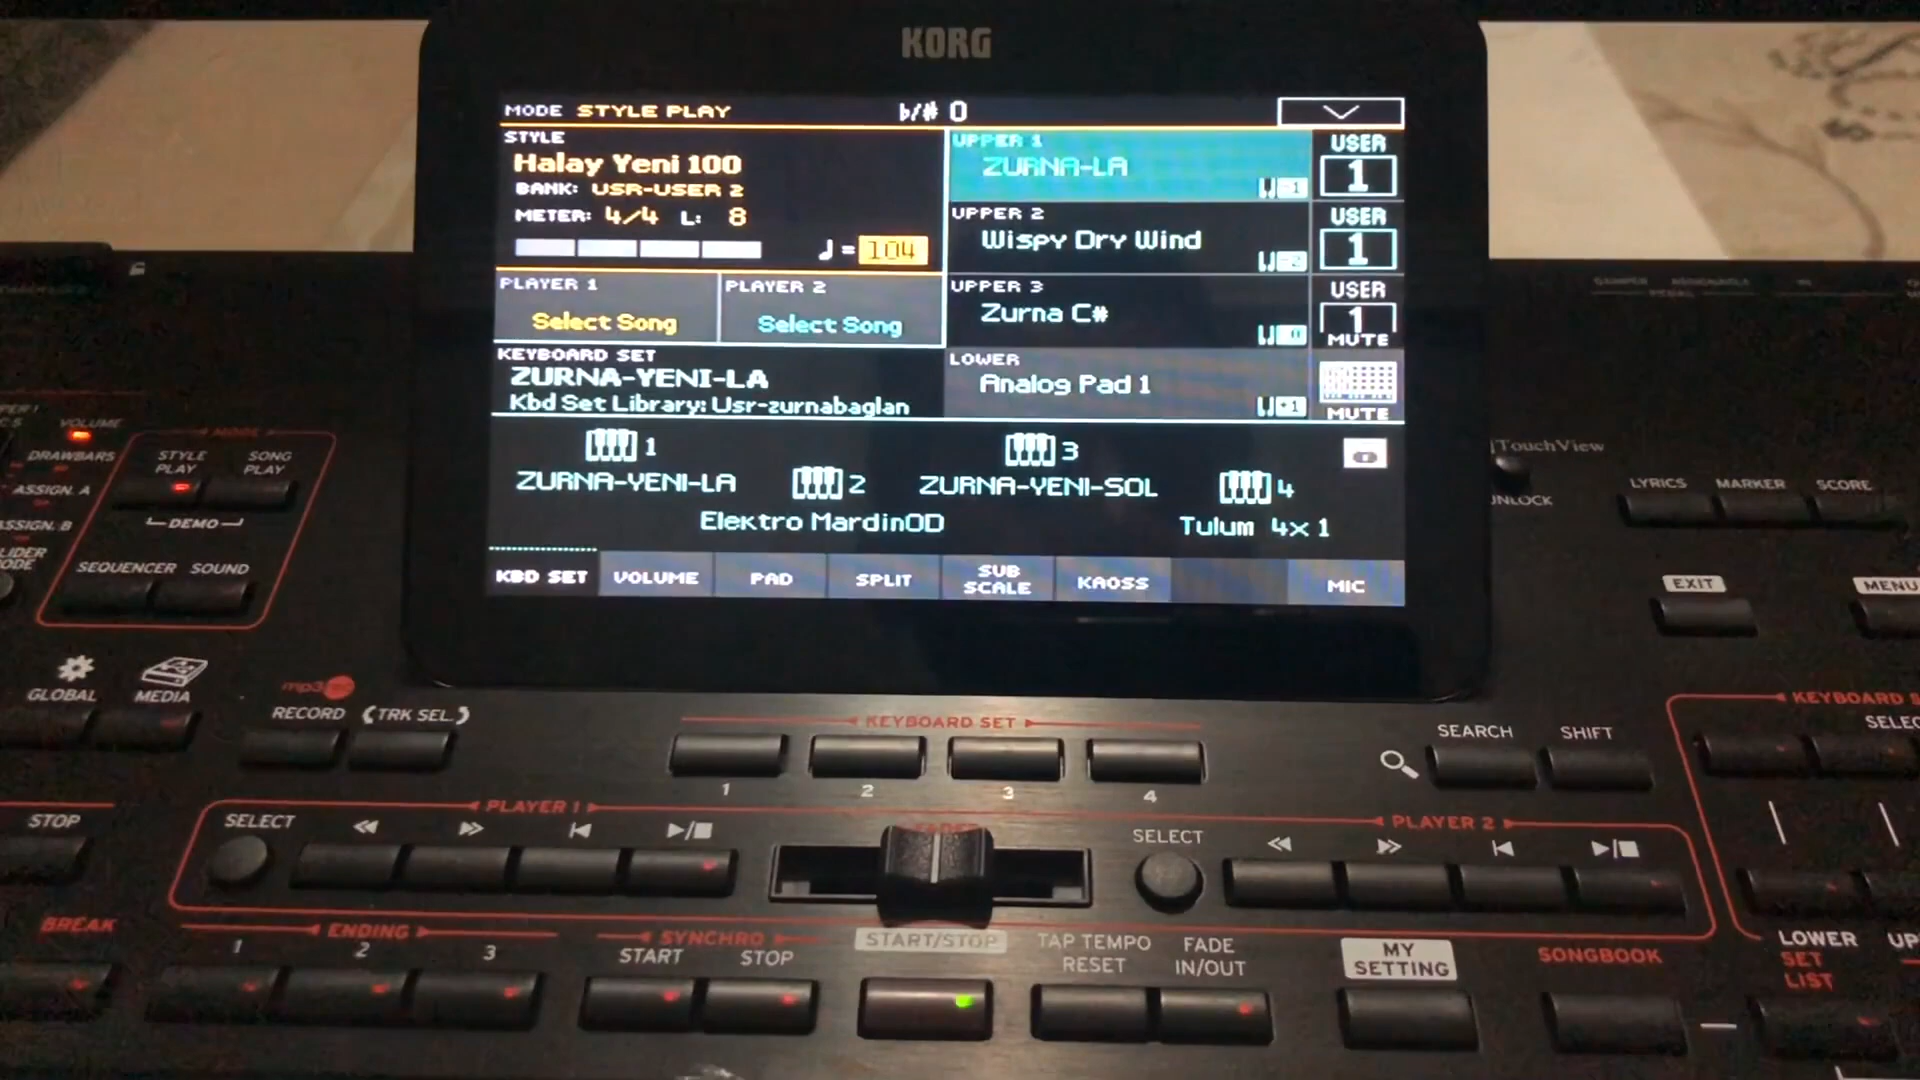 KORG
MODE STYLE PLAY
b/# 0
STYLE
Halay Yeni 100
BANK: USR-USER 2
METER: 4/4 L: 8
♩ = 104
UPPER 1
ZURNA-LA
USER
1
UPPER 2
Wispy Dry Wind
USER
1
UPPER 3
Zurna C#
USER
1
MUTE
LOWER
Analog Pad 1
MUTE
PLAYER 1
Select Song
PLAYER 2
Select Song
KEYBOARD SET
ZURNA-YENI-LA
Kbd Set Library: Usr-zurnabaglan
1
ZURNA-YENI-LA
2
Elektro MardinOD
3
ZURNA-YENI-SOL
4
Tulum 4x 1
KBD SET
VOLUME
PAD
SPLIT
SUB
SCALE
KAOSS
MIC
VOLUME
DRAWBARS
ASSIGN. A
ASSIGN. B
MODE
STYLE
PLAY
SONG
PLAY
DEMO
SEQUENCER
SOUND
GLOBAL
MEDIA
mp3
RECORD
TRK SEL.
TouchView
LYRICS
MARKER
SCORE
EXIT
MENU
KEYBOARD SET
1
2
3
4
SEARCH
SHIFT
STOP
PLAYER 1
SELECT
PLAYER 2
SELECT
BREAK
ENDING
1
2
3
SYNCHRO
START
STOP
START/STOP
TAP TEMPO
RESET
FADE
IN/OUT
MY
SETTING
SONGBOOK
LOWER
SET
LIST